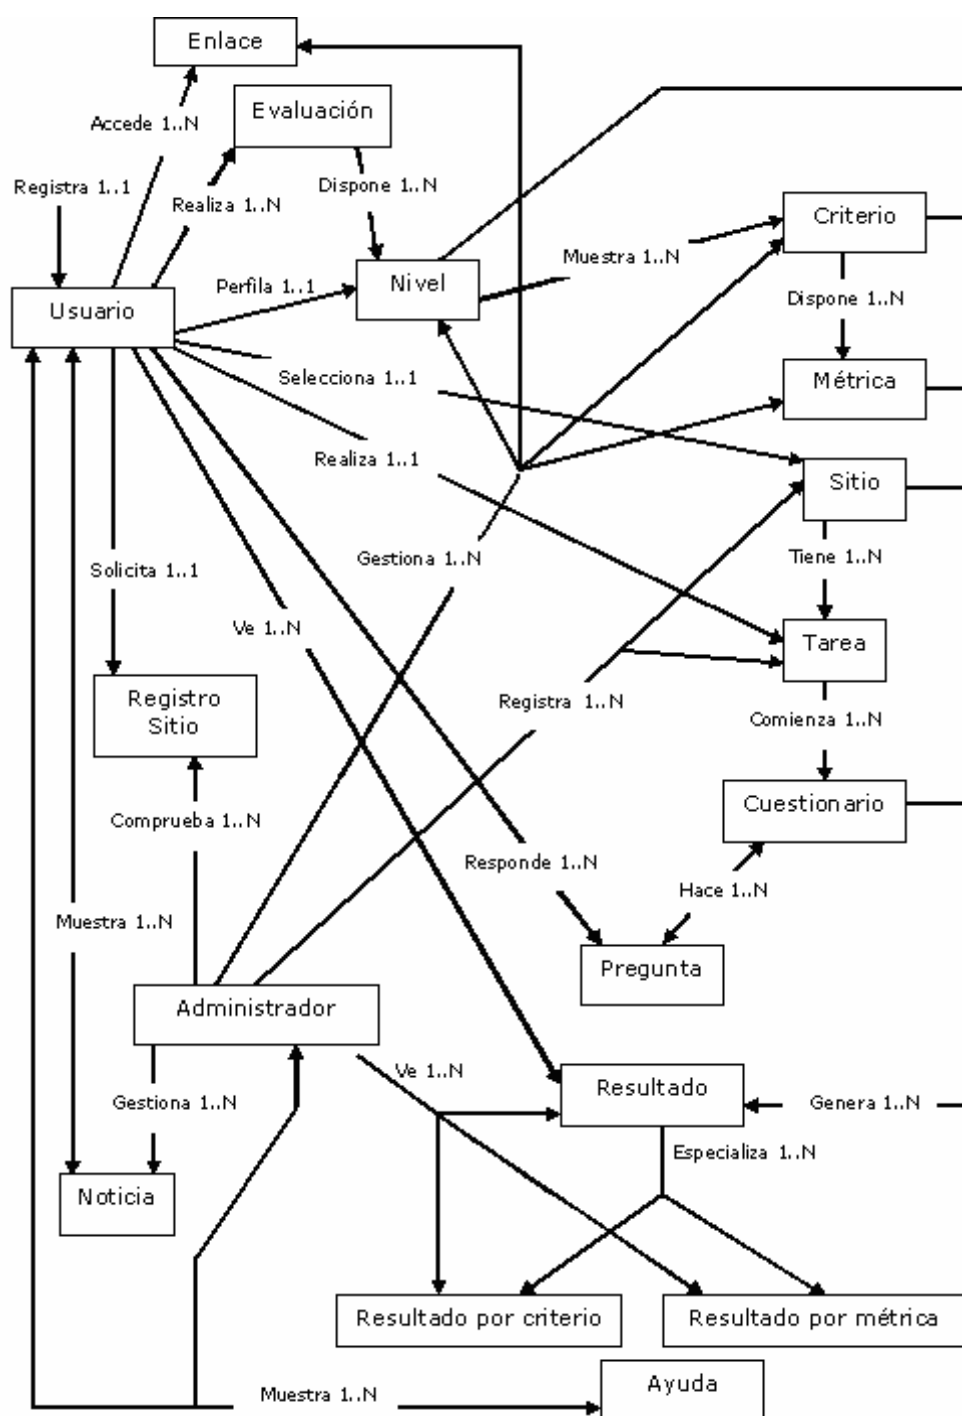 Enlace
Evaluación
Accede 1..N
Dispone 1..N
Registra 1..1
Realiza 1..N
Criterio
Muestra 1..N
Perfila 1..1
Nivel
Usuario
Dispone 1..N
Selecciona 1..1
Métrica
Realiza 1..1
Sitio
Gestiona 1..N
Tiene 1..N
Solicita 1..1
Ve 1..N
Tarea
Registro
Sitio
Registra 1..N
Comienza 1..N
Cuestionario
Comprueba 1..N
Responde 1..N
Hace 1..N
Muestra 1..N
Pregunta
Administrador
Ve 1..N
Resultado
Gestiona 1..N
Genera 1..N
Especializa 1..N
Noticia
Resultado por criterio
Resultado por métrica
Ayuda
Muestra 1..N